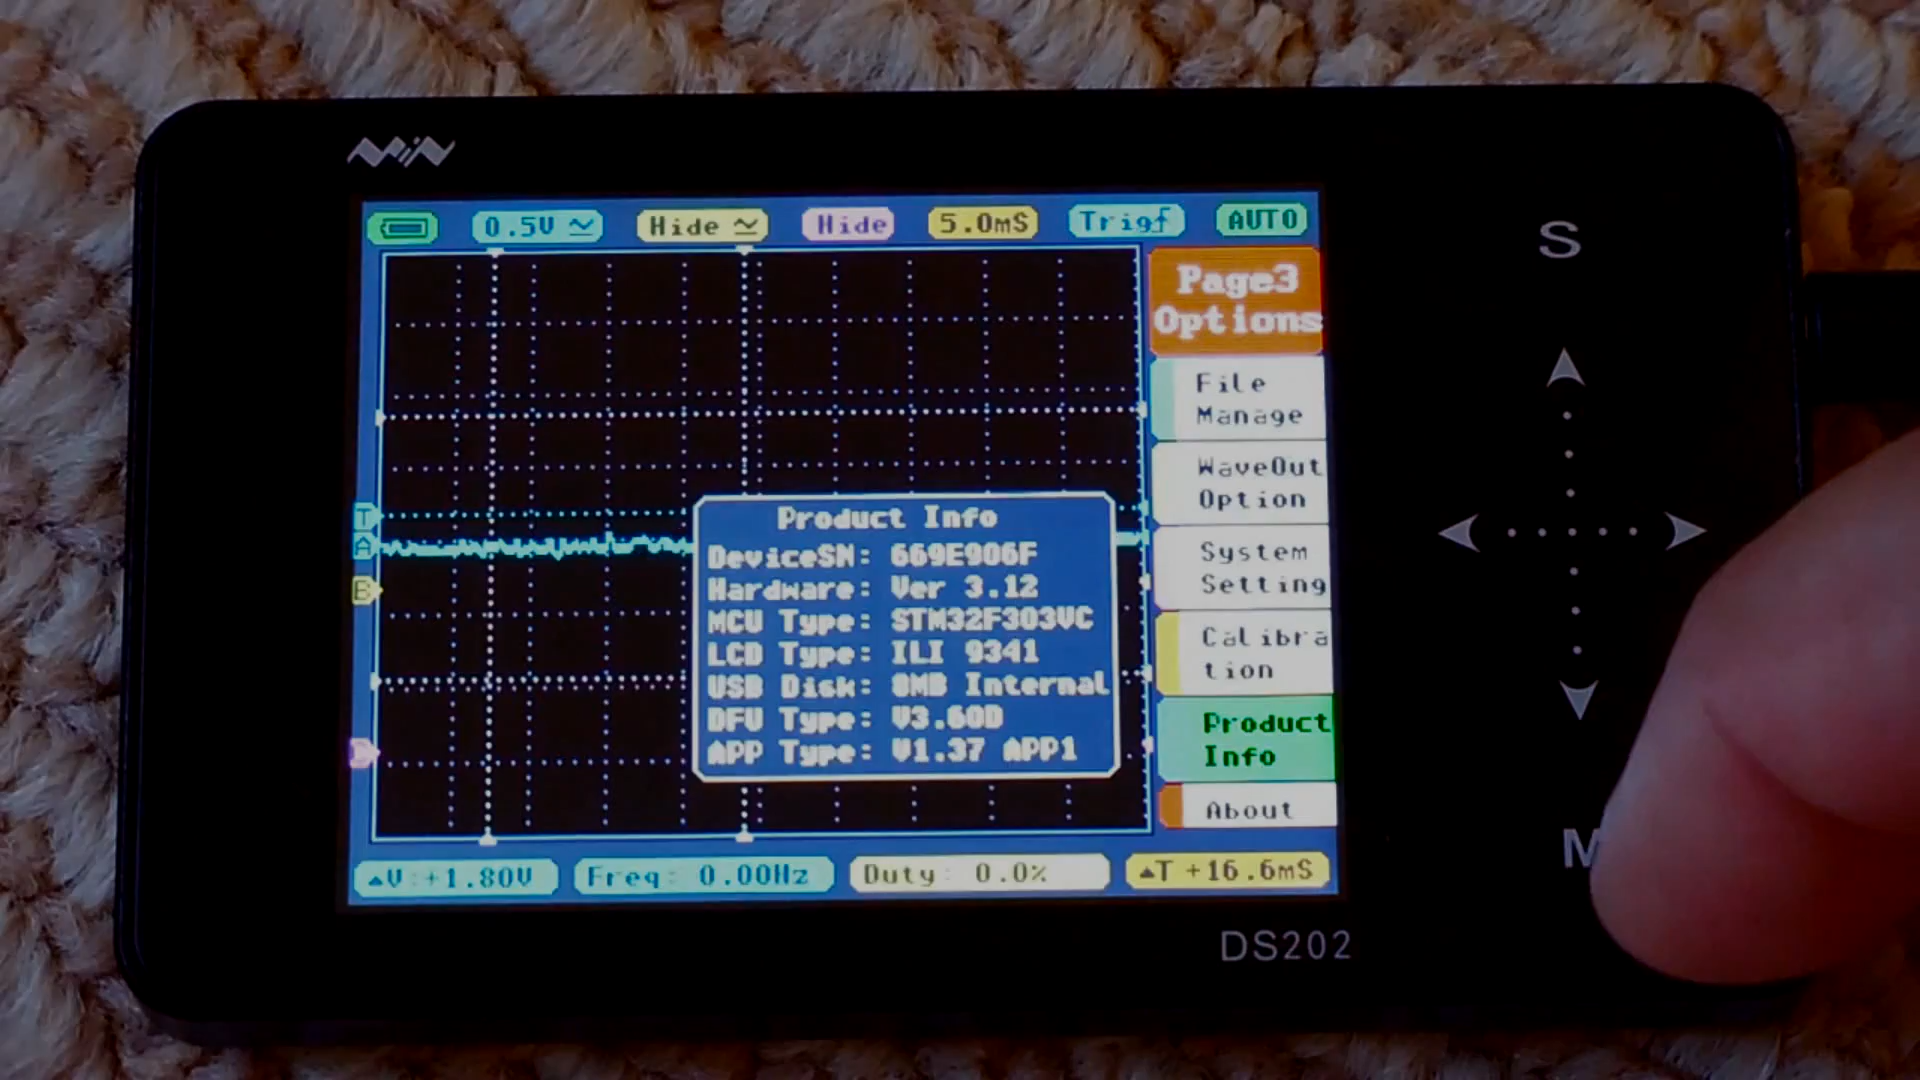 MINI
0.5V Hide Hide 5.0mS Trig AUTO
Page3
Options
File
Manage
WaveOut
Option
System
Setting
Calibra
tion
Product
Info
About
T
A
B
Product Info
DeviceSN: 669E906F
Hardware: Ver 3.12
MCU Type: STM32F303VC
LCD Type: ILI 9341
USB Disk: 8MB Internal
DFU Type: V3.60D
APP Type: V1.37 APP1
▲V:+1.80V Freq: 0.00Hz Duty: 0.0% ▲T +16.6mS
S
M
DS202